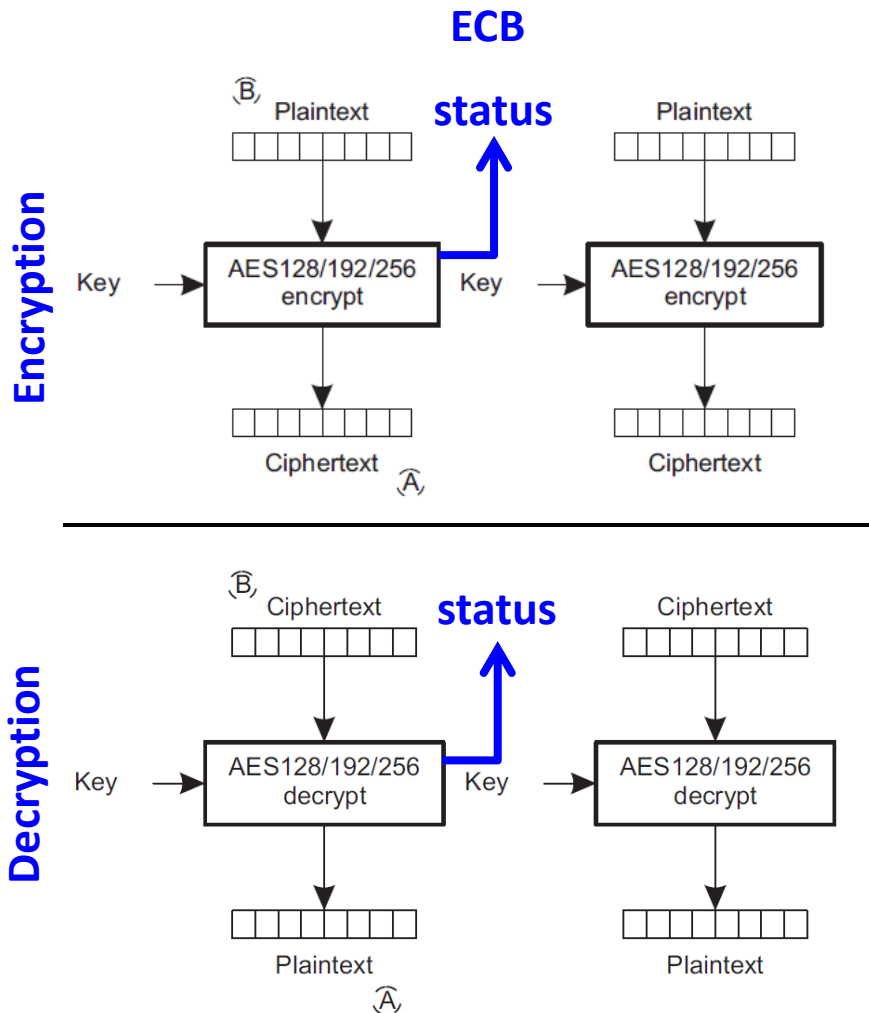 ECB
B
Plaintext
status
Plaintext
Encryption
Key
AES128/192/256
encrypt
Key
AES128/192/256
encrypt
Ciphertext
A
Ciphertext
B
Ciphertext
status
Ciphertext
Decryption
Key
AES128/192/256
decrypt
Key
AES128/192/256
decrypt
Plaintext
A
Plaintext